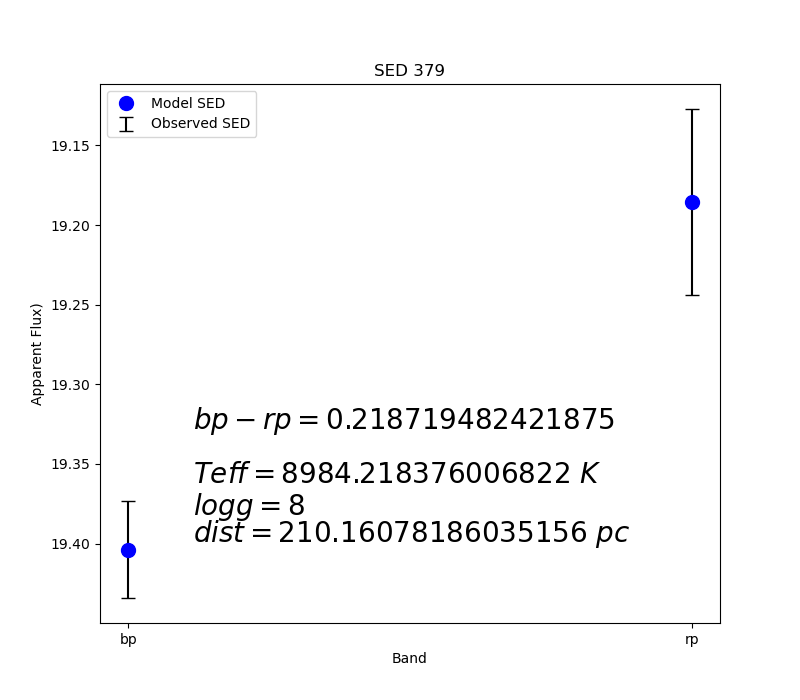 SED 379
Model SED
Observed SED
19.15
19.20
19.25
19.30
19.35
19.40
Apparent Flux)
bp − rp = 0.218719482421875
Teff = 8984.218376006822 K
logg = 8
dist = 210.16078186035156 pc
bp
rp
Band